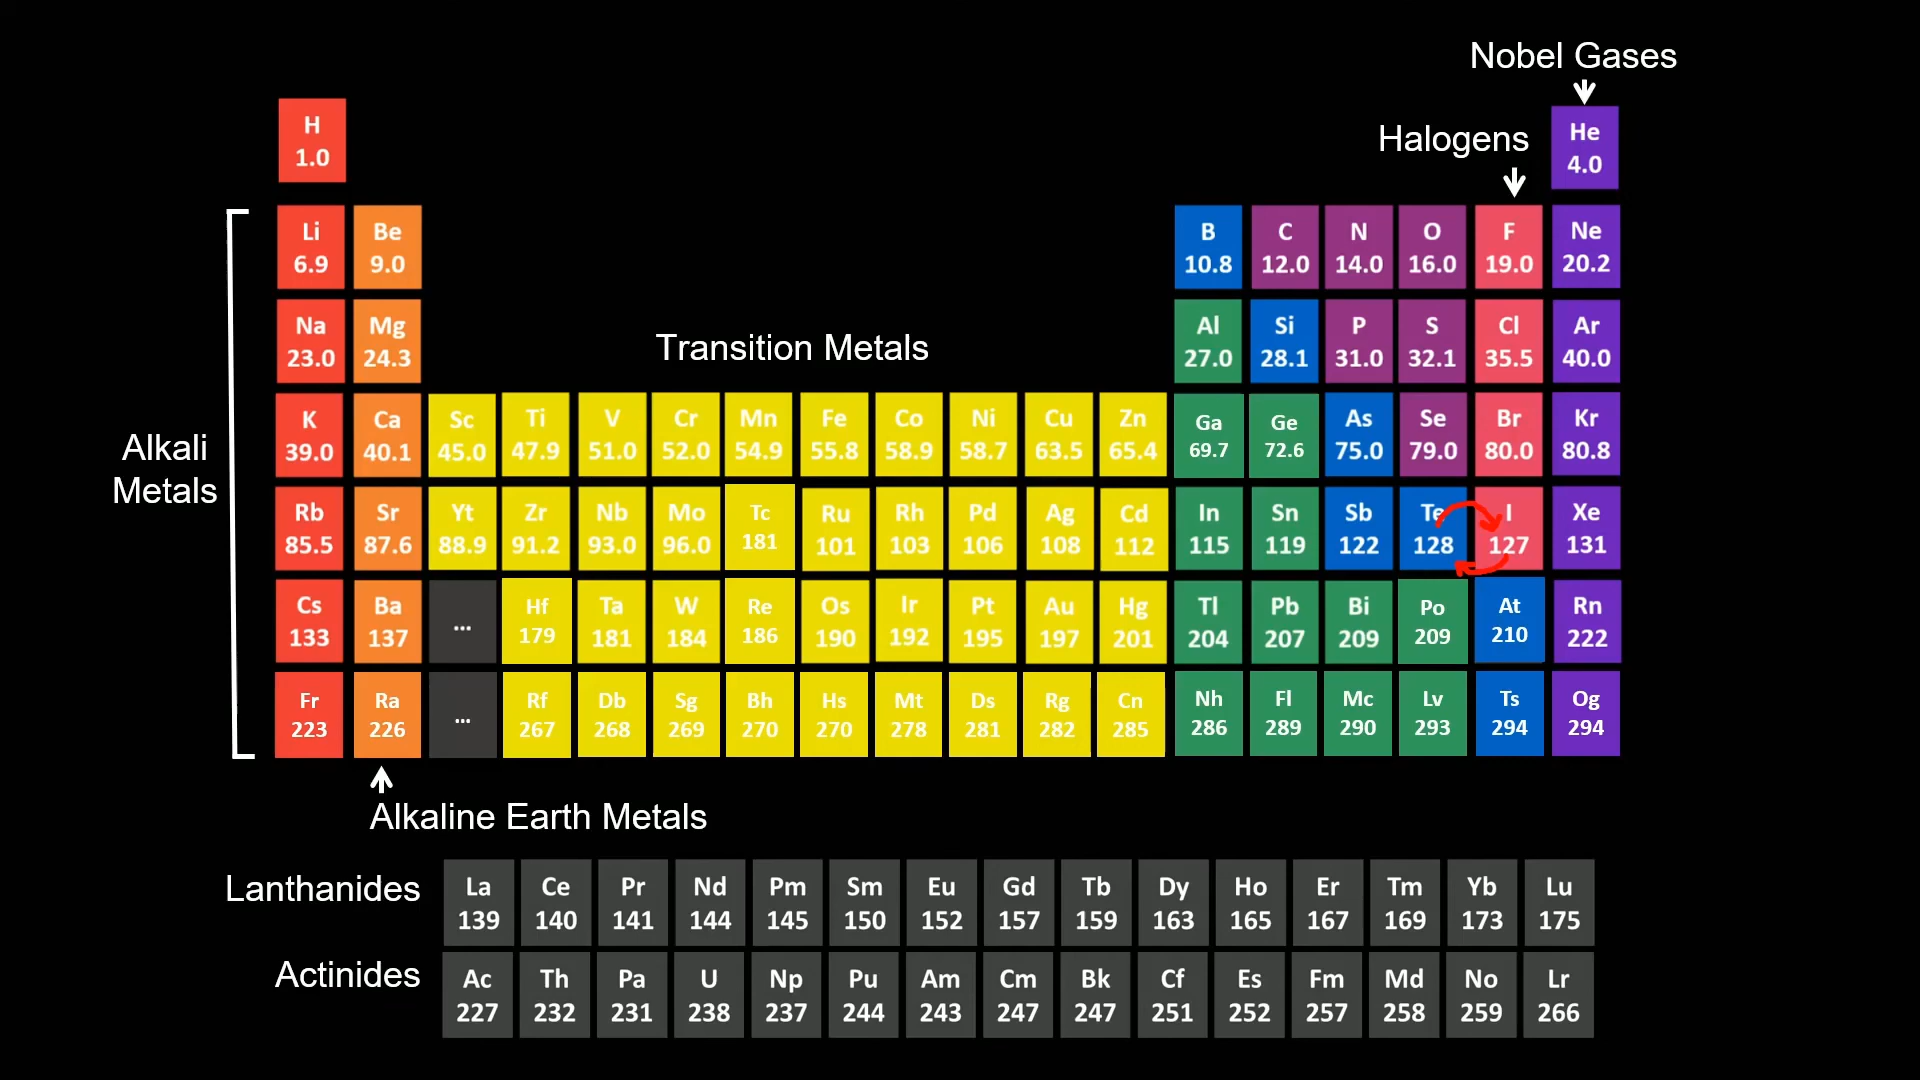 Nobel Gases
Halogens
H He
1.0 4.0
Li Be B C N O F Ne
6.9 9.0 10.8 12.0 14.0 16.0 19.0 20.2
Na Mg Al Si P S Cl Ar
23.0 24.3 27.0 28.1 31.0 32.1 35.5 40.0
Transition Metals
K Ca Sc Ti V Cr Mn Fe Co Ni Cu Zn Ga Ge As Se Br Kr
39.0 40.1 45.0 47.9 51.0 52.0 54.9 55.8 58.9 58.7 63.5 65.4 69.7 72.6 75.0 79.0 80.0 80.8
Alkali
Metals
Rb Sr Yt Zr Nb Mo Tc Ru Rh Pd Ag Cd In Sn Sb Te I Xe
85.5 87.6 88.9 91.2 93.0 96.0 181 101 103 106 108 112 115 119 122 128 127 131
Cs Ba ... Hf Ta W Re Os Ir Pt Au Hg Tl Pb Bi Po At Rn
133 137 179 181 184 186 190 192 195 197 201 204 207 209 209 210 222
Fr Ra ... Rf Db Sg Bh Hs Mt Ds Rg Cn Nh Fl Mc Lv Ts Og
223 226 267 268 269 270 270 278 281 282 285 286 289 290 293 294 294
Alkaline Earth Metals
Lanthanides
La Ce Pr Nd Pm Sm Eu Gd Tb Dy Ho Er Tm Yb Lu
139 140 141 144 145 150 152 157 159 163 165 167 169 173 175
Actinides
Ac Th Pa U Np Pu Am Cm Bk Cf Es Fm Md No Lr
227 232 231 238 237 244 243 247 247 251 252 257 258 259 266